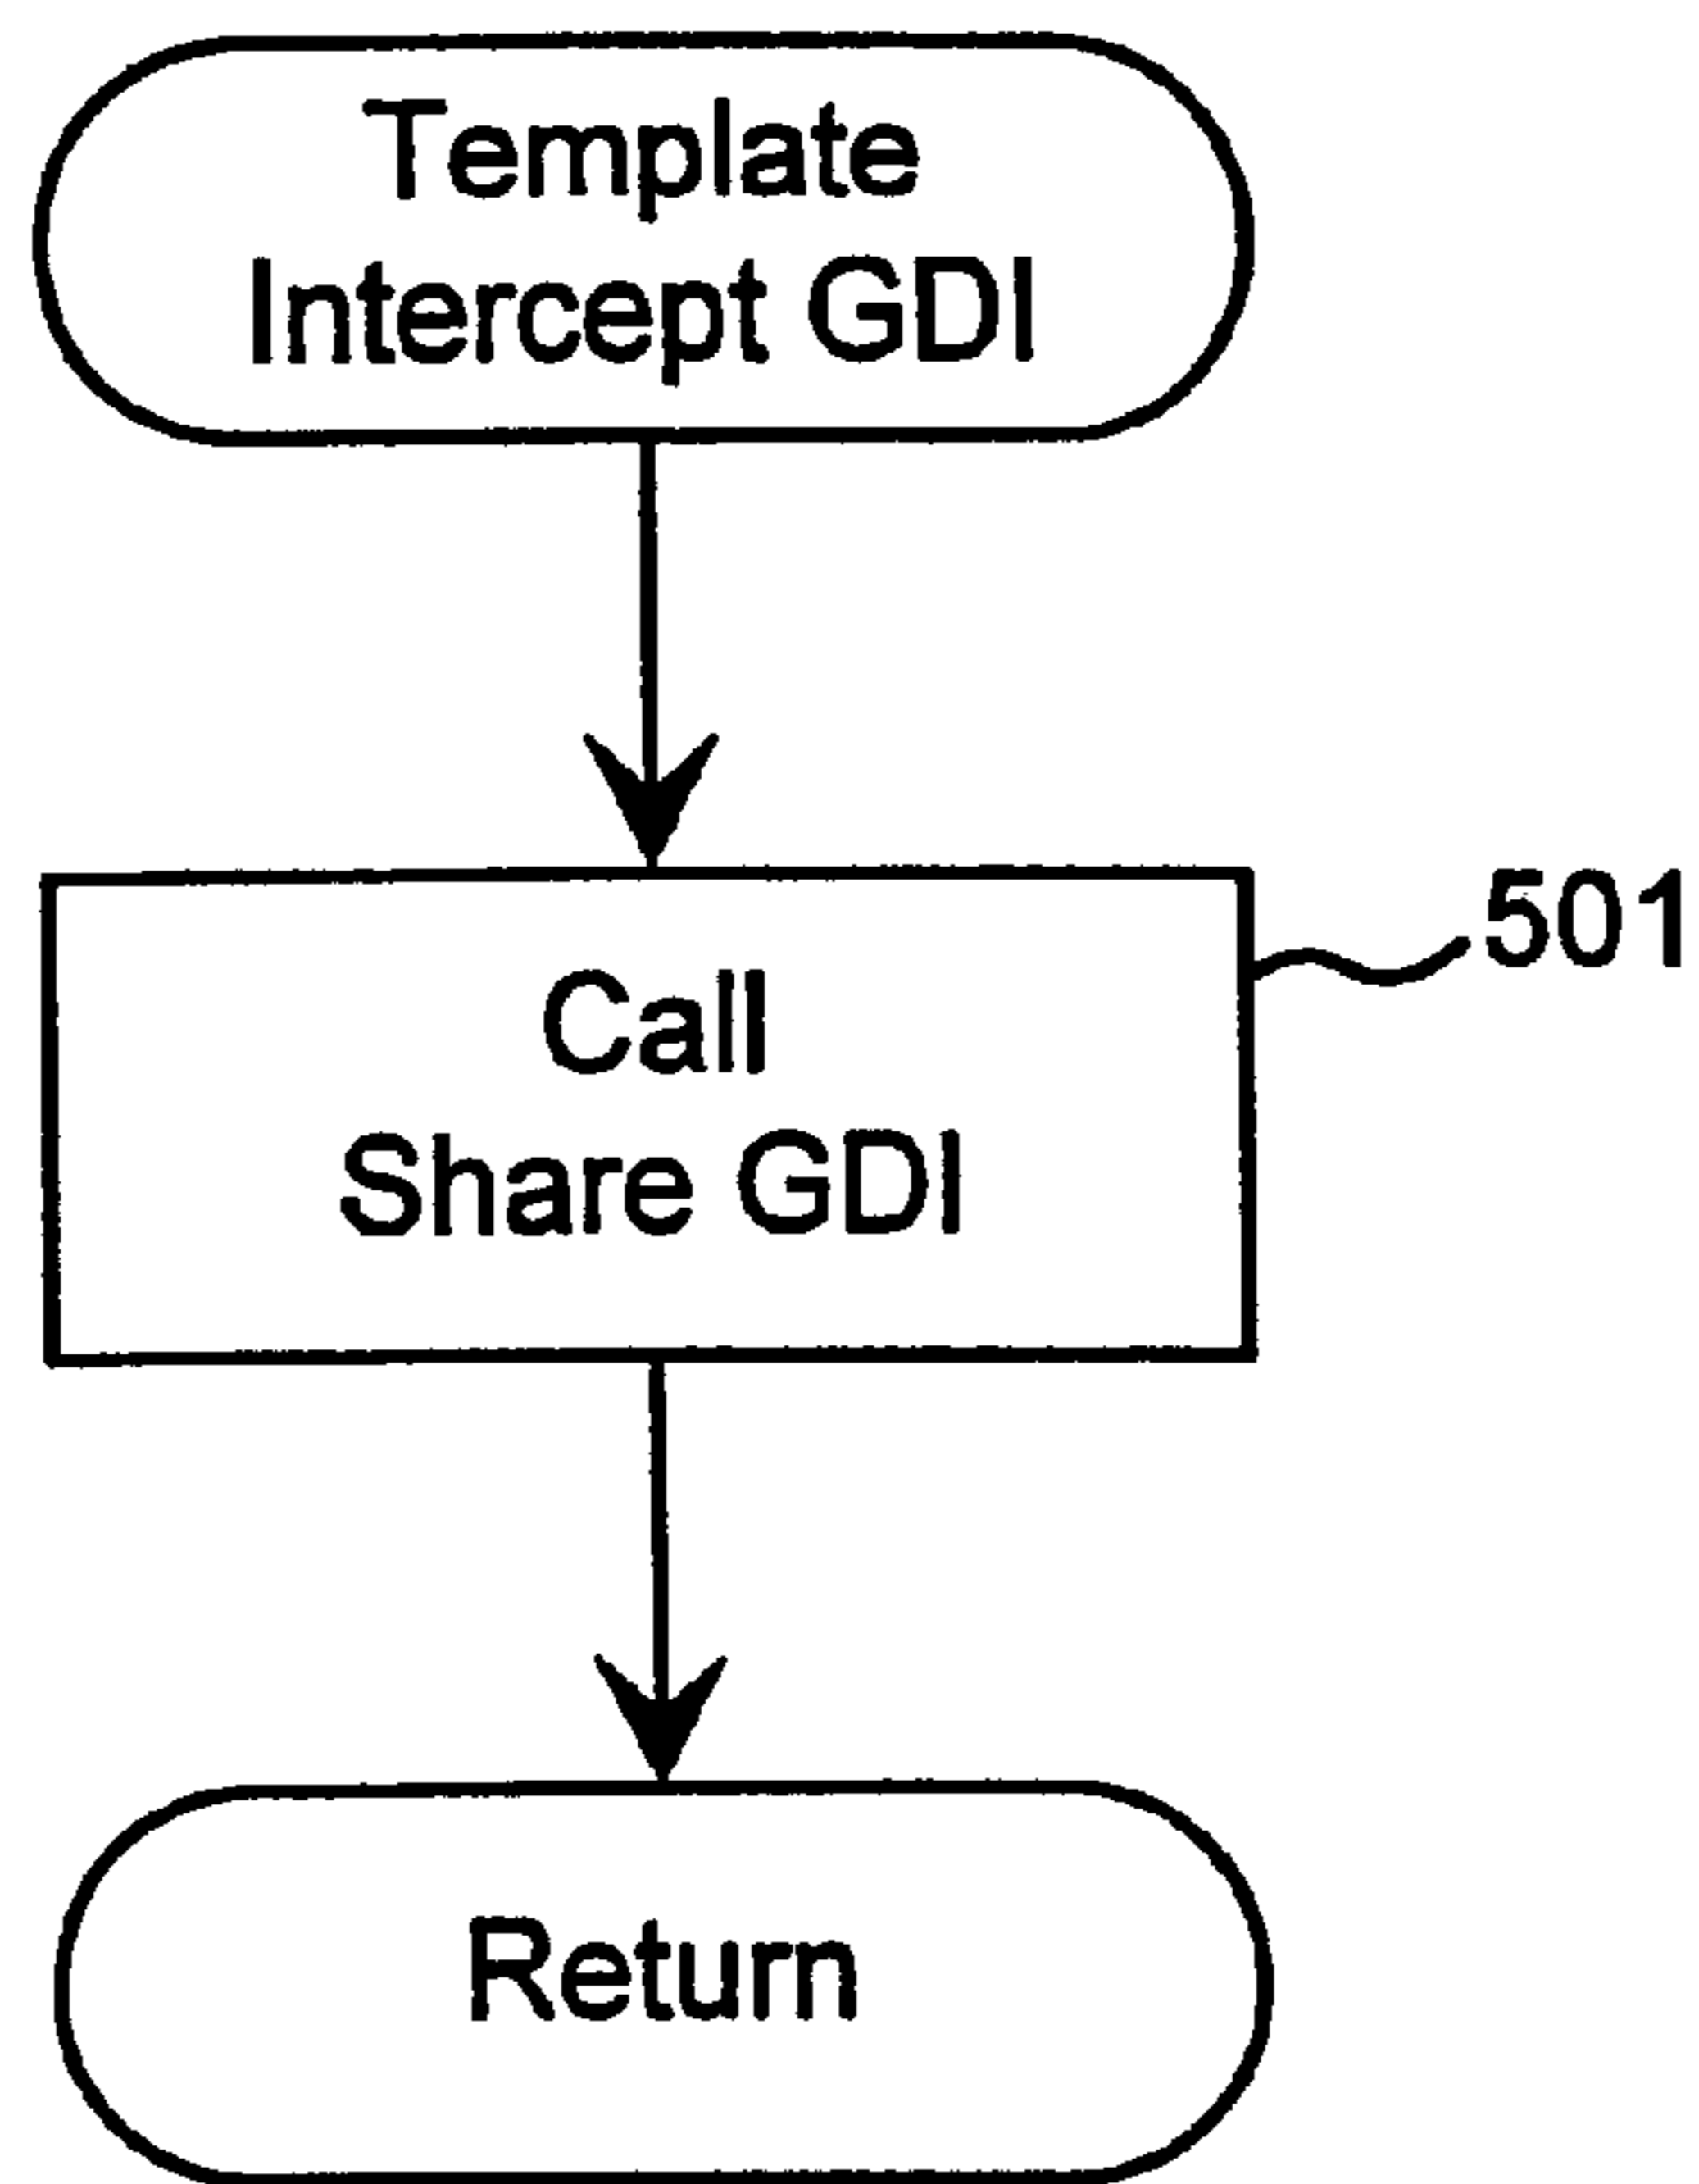 Template
Intercept GDI
501
Call
Share GDI
Return